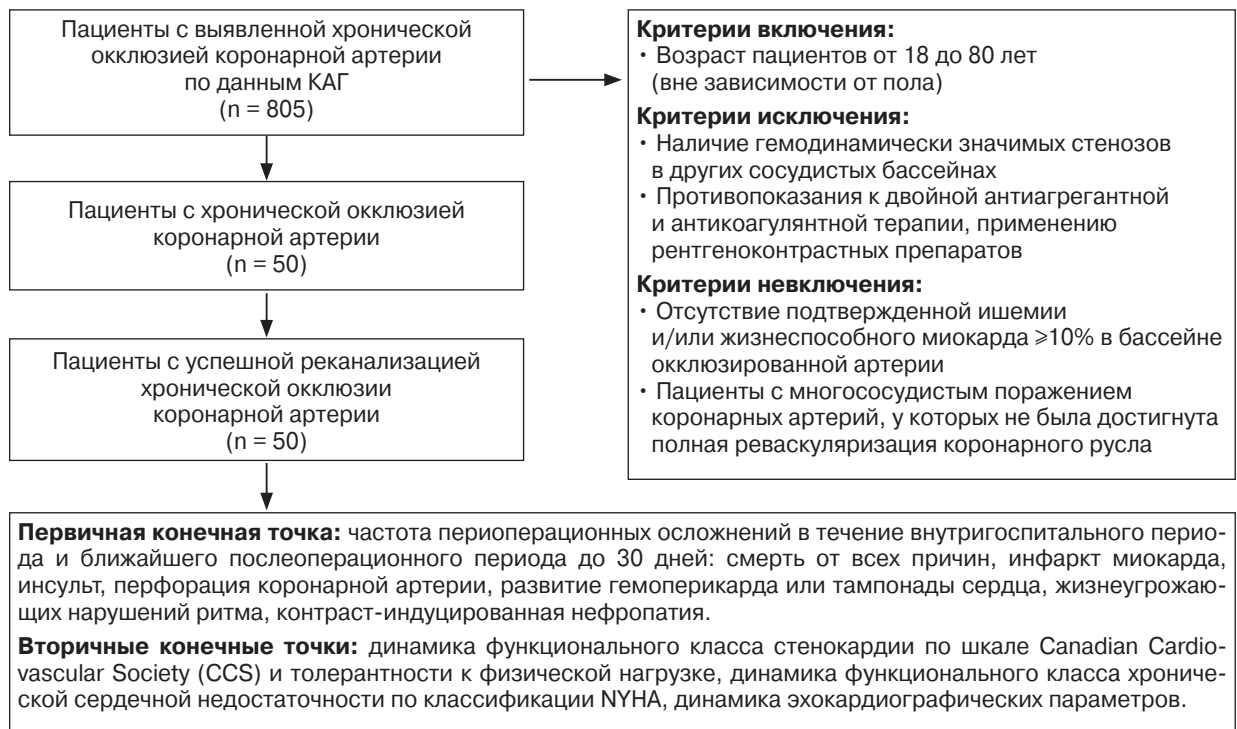 Пациенты с выявленной хронической
окклюзией коронарной артерии
по данным КАГ
(n = 805)
Пациенты с хронической окклюзией
коронарной артерии
(n = 50)
Пациенты с успешной реканализацией
хронической окклюзии
коронарной артерии
(n = 50)
Критерии включения:
• Возраст пациентов от 18 до 80 лет
(вне зависимости от пола)
Критерии исключения:
• Наличие гемодинамически значимых стенозов
в других сосудистых бассейнах
• Противопоказания к двойной антиагрегантной
и антикоагулянтной терапии, применению
рентгеноконтрастных препаратов
Критерии невключения:
• Отсутствие подтвержденной ишемии
и/или жизнеспособного миокарда ⩾10% в бассейне
окклюзированной артерии
• Пациенты с многососудистым поражением
коронарных артерий, у которых не была достигнута
полная реваскуляризация коронарного русла
Первичная конечная точка: частота периоперационных осложнений в течение внутригоспитального перио-
да и ближайшего послеоперационного периода до 30 дней: смерть от всех причин, инфаркт миокарда,
инсульт, перфорация коронарной артерии, развитие гемоперикарда или тампонады сердца, жизнеугрожаю-
щих нарушений ритма, контраст-индуцированная нефропатия.
Вторичные конечные точки: динамика функционального класса стенокардии по шкале Canadian Cardio-
vascular Society (CCS) и толерантности к физической нагрузке, динамика функционального класса хрониче-
ской сердечной недостаточности по классификации NYHA, динамика эхокардиографических параметров.